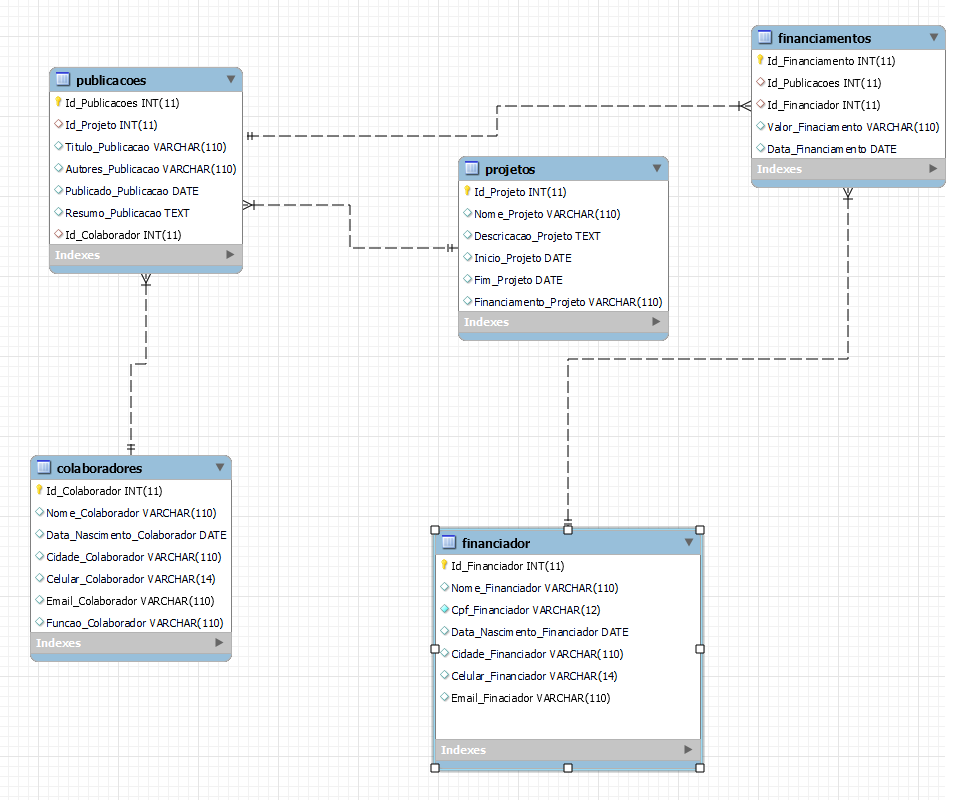 publicacoes
Id_Publicacoes INT(11)
Id_Projeto INT(11)
Titulo_Publicacao VARCHAR(110)
Autores_Publicacao VARCHAR(110)
Publicado_Publicacao DATE
Resumo_Publicacao TEXT
Id_Colaborador INT(11)
Indexes
projetos
Id_Projeto INT(11)
Nome_Projeto VARCHAR(110)
Descricacao_Projeto TEXT
Inicio_Projeto DATE
Fim_Projeto DATE
Financiamento_Projeto VARCHAR(110)
Indexes
financiamentos
Id_Financiamento INT(11)
Id_Publicacoes INT(11)
Id_Financiador INT(11)
Valor_Finaciamento VARCHAR(110)
Data_Financiamento DATE
Indexes
colaboradores
Id_Colaborador INT(11)
Nome_Colaborador VARCHAR(110)
Data_Nascimento_Colaborador DATE
Cidade_Colaborador VARCHAR(110)
Celular_Colaborador VARCHAR(14)
Email_Colaborador VARCHAR(110)
Funcao_Colaborador VARCHAR(110)
Indexes
financiador
Id_Financiador INT(11)
Nome_Financiador VARCHAR(110)
Cpf_Financiador VARCHAR(12)
Data_Nascimento_Financiador DATE
Cidade_Financiador VARCHAR(110)
Celular_Financiador VARCHAR(14)
Email_Finaciador VARCHAR(110)
Indexes